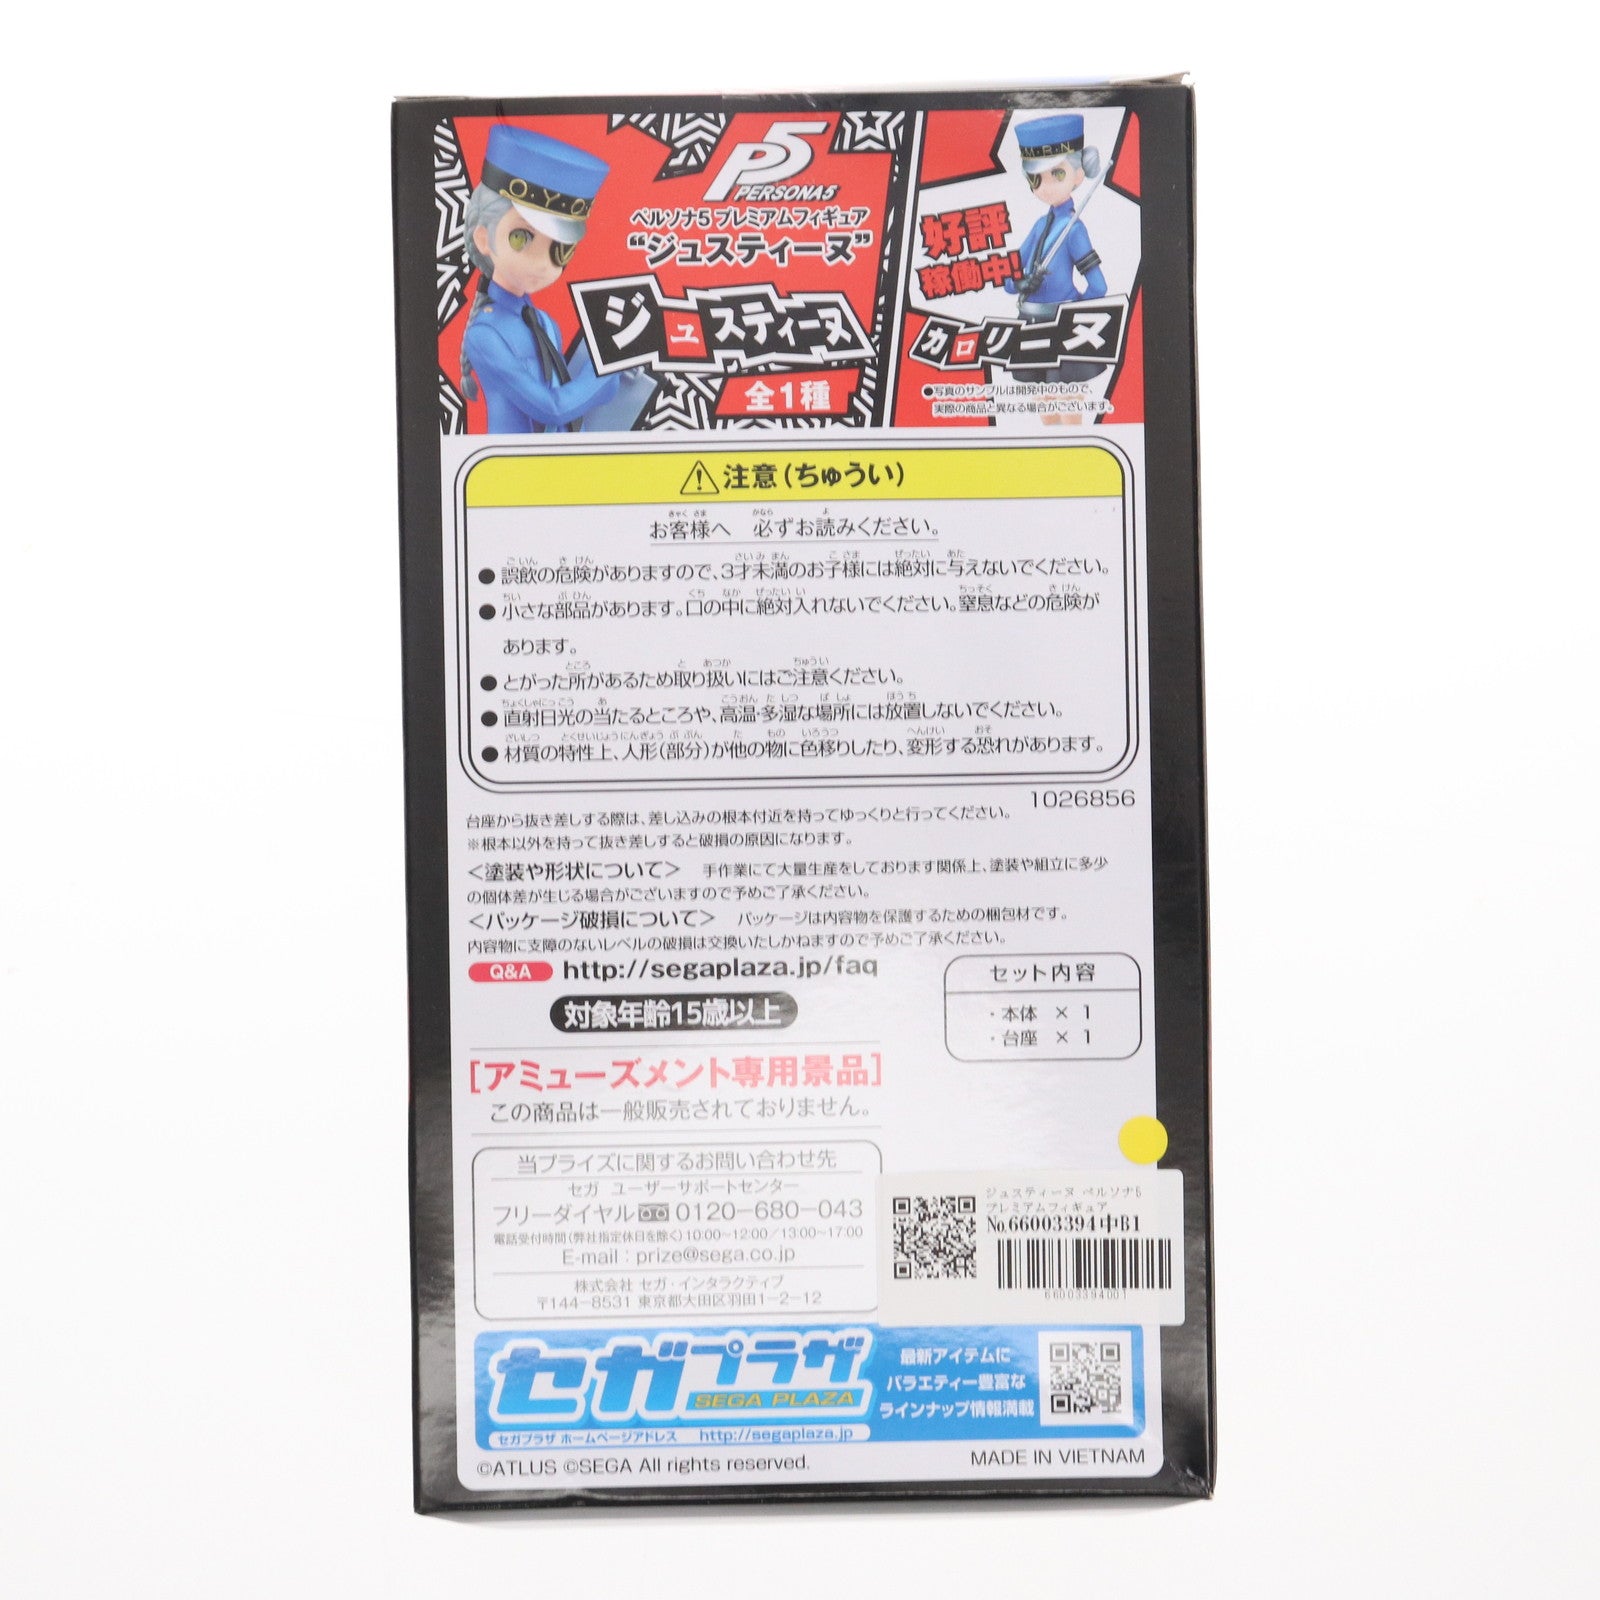 O・Y・O
P5
PERSONA5
ペルソナ5 プレミアムフィギュア
“ジュスティーヌ”
ジュスティーヌ
全1種
M・R・N
好評
稼働中!
カロリーヌ
●写真のサンプルは開発中のもので、
実際の商品と異なる場合がございます。
注意(ちゅうい)
お客様へ 必ずお読みください。
●誤飲の危険がありますので、3才未満のお子様には絶対に与えないでください。
●小さな部品があります。口の中に絶対入れないでください。窒息などの危険が
あります。
●とがった所があるため取り扱いにはご注意ください。
●直射日光の当たるところや、高温・多湿な場所には放置しないでください。
●材質の特性上、人形(部分)が他の物に色移りしたり、変形する恐れがあります。
1026856
台座から抜き差しする際は、差し込みの根本付近を持ってゆっくりと行ってください。
※根本以外を持って抜き差しすると破損の原因になります。
<塗装や形状について> 手作業にて大量生産をしております関係上、塗装や組立に多少
の個体差が生じる場合がございますので予めご了承ください。
<パッケージ破損について> パッケージは内容物を保護するための梱包材です。
内容物に支障のないレベルの破損は交換いたしかねますので予めご了承ください。
Q&A http://segaplaza.jp/faq
対象年齢15歳以上
セット内容
・本体 × 1
・台座 × 1
[アミューズメント専用景品]
この商品は一般販売されておりません。
当プライズに関するお問い合わせ先
セガ ユーザーサポートセンター
フリーダイヤル 0120-680-043
電話受付時間(弊社指定休日を除く)10:00~12:00/13:00~17:00
E-mail : prize@sega.co.jp
株式会社 セガ・インタラクティブ
〒144-8531 東京都大田区羽田1-2-12
ジュスティーヌ ペルソナ5
プレミアムフィギュア
No.66003394中B1
66003394001
セガプラザ
SEGA PLAZA
セガプラザ ホームページアドレス http://segaplaza.jp
最新アイテムに
バラエティー豊富な
ラインナップ情報満載
©ATLUS ©SEGA All rights reserved.
MADE IN VIETNAM